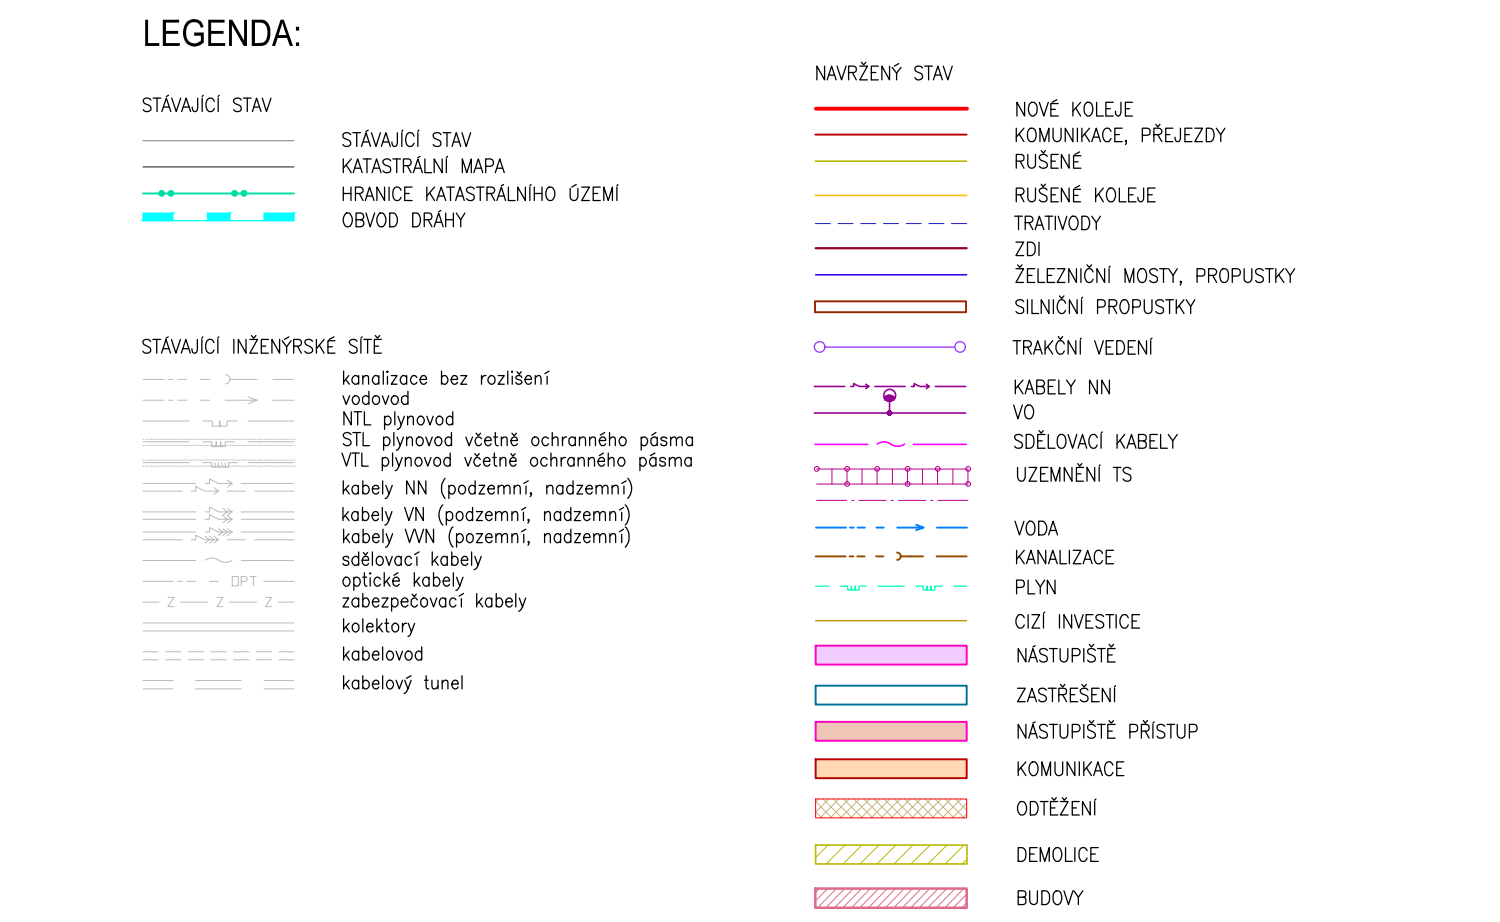 LEGENDA:
STÁVAJÍCÍ STAV
STÁVAJÍCÍ STAV
KATASTRÁLNÍ MAPA
HRANICE KATASTRÁLNÍHO ÚZEMÍ
OBVOD DRÁHY
STÁVAJÍCÍ INŽENÝRSKÉ SÍTĚ
kanalizace bez rozlišení
vodovod
NTL plynovod
STL plynovod včetně ochranného pásma
VTL plynovod včetně ochranného pásma
kabely NN (podzemní, nadzemní)
kabely VN (podzemní, nadzemní)
kabely VVN (pozemní, nadzemní)
sdělovací kabely
OPT optické kabely
Z Z Z zabezpečovací kabely
kolektory
kabelovod
kabelový tunel
NAVRŽENÝ STAV
NOVÉ KOLEJE
KOMUNIKACE, PŘEJEZDY
RUŠENÉ
RUŠENÉ KOLEJE
TRATIVODY
ZDI
ŽELEZNIČNÍ MOSTY, PROPUSTKY
SILNIČNÍ PROPUSTKY
TRAKČNÍ VEDENÍ
KABELY NN
VO
SDĚLOVACÍ KABELY
UZEMNĚNÍ TS
VODA
KANALIZACE
PLYN
CIZÍ INVESTICE
NÁSTUPIŠTĚ
ZASTŘEŠENÍ
NÁSTUPIŠTĚ PŘÍSTUP
KOMUNIKACE
ODTĚŽENÍ
DEMOLICE
BUDOVY